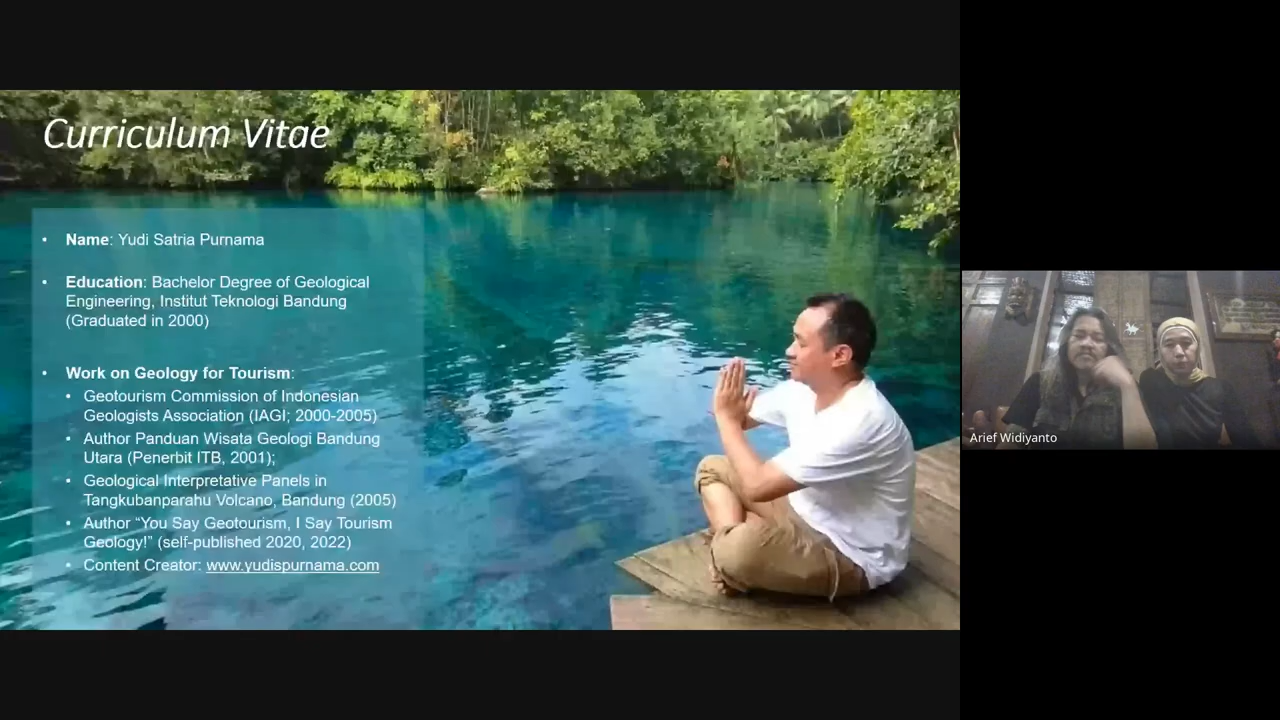 Curriculum Vitae
• Name: Yudi Satria Purnama
• Education: Bachelor Degree of Geological
Engineering, Institut Teknologi Bandung
(Graduated in 2000)
• Work on Geology for Tourism:
• Geotourism Commission of Indonesian
Geologists Association (IAGI; 2000-2005)
• Author Panduan Wisata Geologi Bandung
Utara (Penerbit ITB, 2001);
• Geological Interpretative Panels in
Tangkubanparahu Volcano, Bandung (2005)
• Author “You Say Geotourism, I Say Tourism
Geology!” (self-published 2020, 2022)
• Content Creator: www.yudispurnama.com
Arief Widiyanto